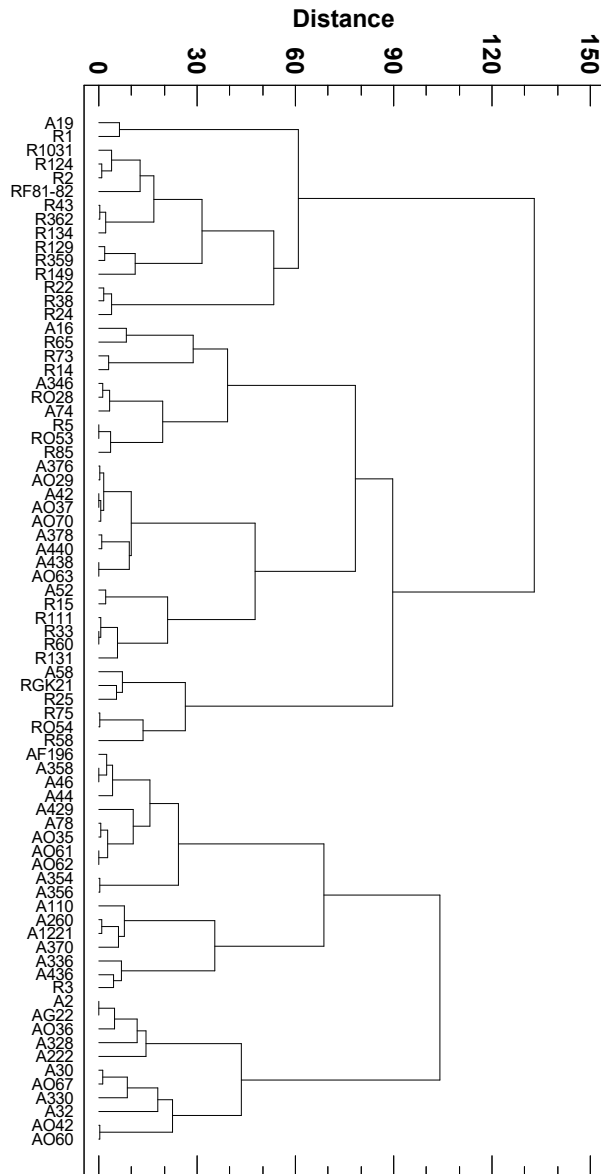 Distance
0 30 60 90 120 150
A19
R1
R1031
R124
R2
RF81-82
R43
R362
R134
R129
R359
R149
R22
R38
R24
A16
R65
R73
R14
A346
RO28
A74
R5
RO53
R85
A376
AO29
A42
AO37
AO70
A378
A440
A438
AO63
A52
R15
R111
R33
R60
R131
A58
RGK21
R25
R75
RO54
R58
AF196
A358
A46
A44
A429
A78
AO35
AO61
AO62
A354
A356
A110
A260
A1221
A370
A336
A436
R3
A2
AG22
AO36
A328
A222
A30
AO67
A330
A32
AO42
AO60